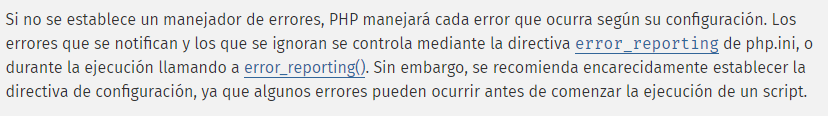 Si no se establece un manejador de errores, PHP manejará cada error que ocurra según su configuración. Los
errores que se notifican y los que se ignoran se controla mediante la directiva error_reporting de php.ini, o
durante la ejecución llamando a error_reporting(). Sin embargo, se recomienda encarecidamente establecer la
directiva de configuración, ya que algunos errores pueden ocurrir antes de comenzar la ejecución de un script.